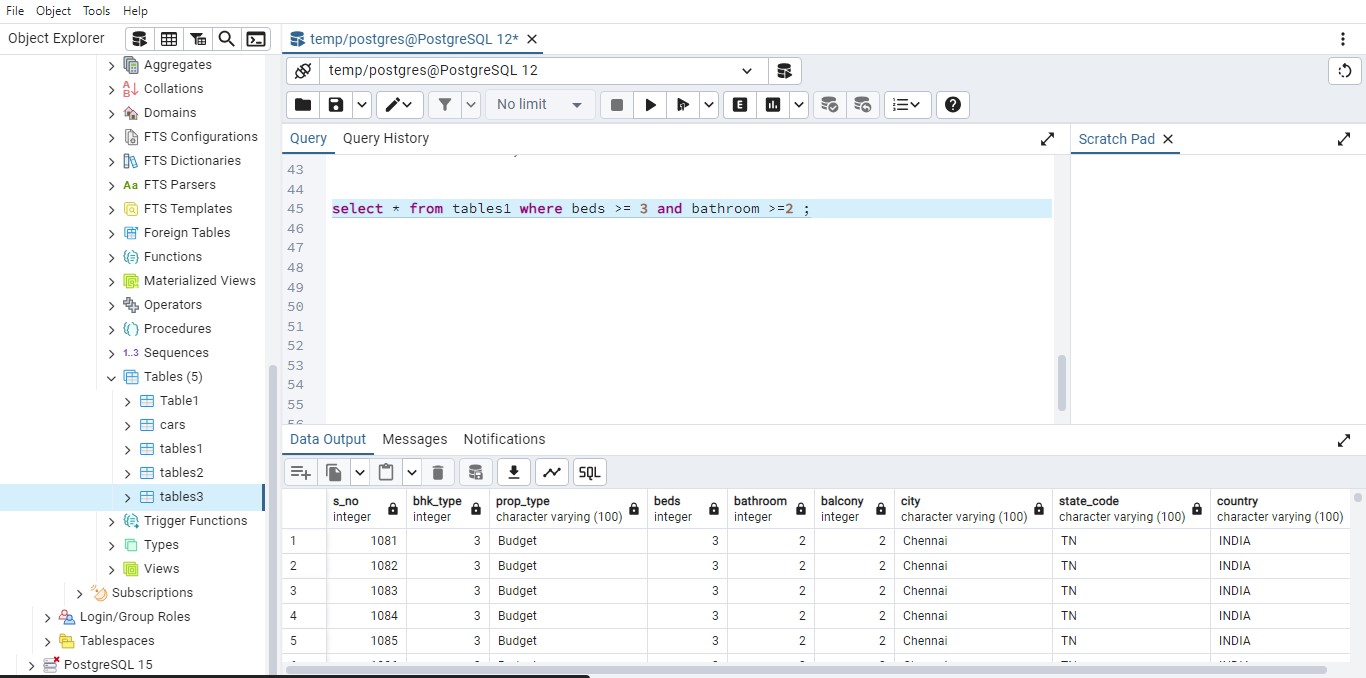 File Object Tools Help
Object Explorer
temp/postgres@PostgreSQL 12*
temp/postgres@PostgreSQL 12
No limit
E
Query Query History
Scratch Pad
Aggregates
Collations
Domains
FTS Configurations
FTS Dictionaries
Aa FTS Parsers
FTS Templates
Foreign Tables
Functions
Materialized Views
Operators
Procedures
1..3 Sequences
Tables (5)
Table1
cars
tables1
tables2
tables3
Trigger Functions
Types
Views
Subscriptions
Login/Group Roles
Tablespaces
PostgreSQL 15
43
44
45 select * from tables1 where beds >= 3 and bathroom >=2 ;
46
47
48
49
50
51
52
53
54
55
Data Output Messages Notifications
SQL
s_no bhk_type prop_type beds bathroom balcony city state_code country
integer integer character varying (100) integer integer integer character varying (100) character varying (100) character varying (100)
1 1081 3 Budget 3 2 2 Chennai TN INDIA
2 1082 3 Budget 3 2 2 Chennai TN INDIA
3 1083 3 Budget 3 2 2 Chennai TN INDIA
4 1084 3 Budget 3 2 2 Chennai TN INDIA
5 1085 3 Budget 3 2 2 Chennai TN INDIA